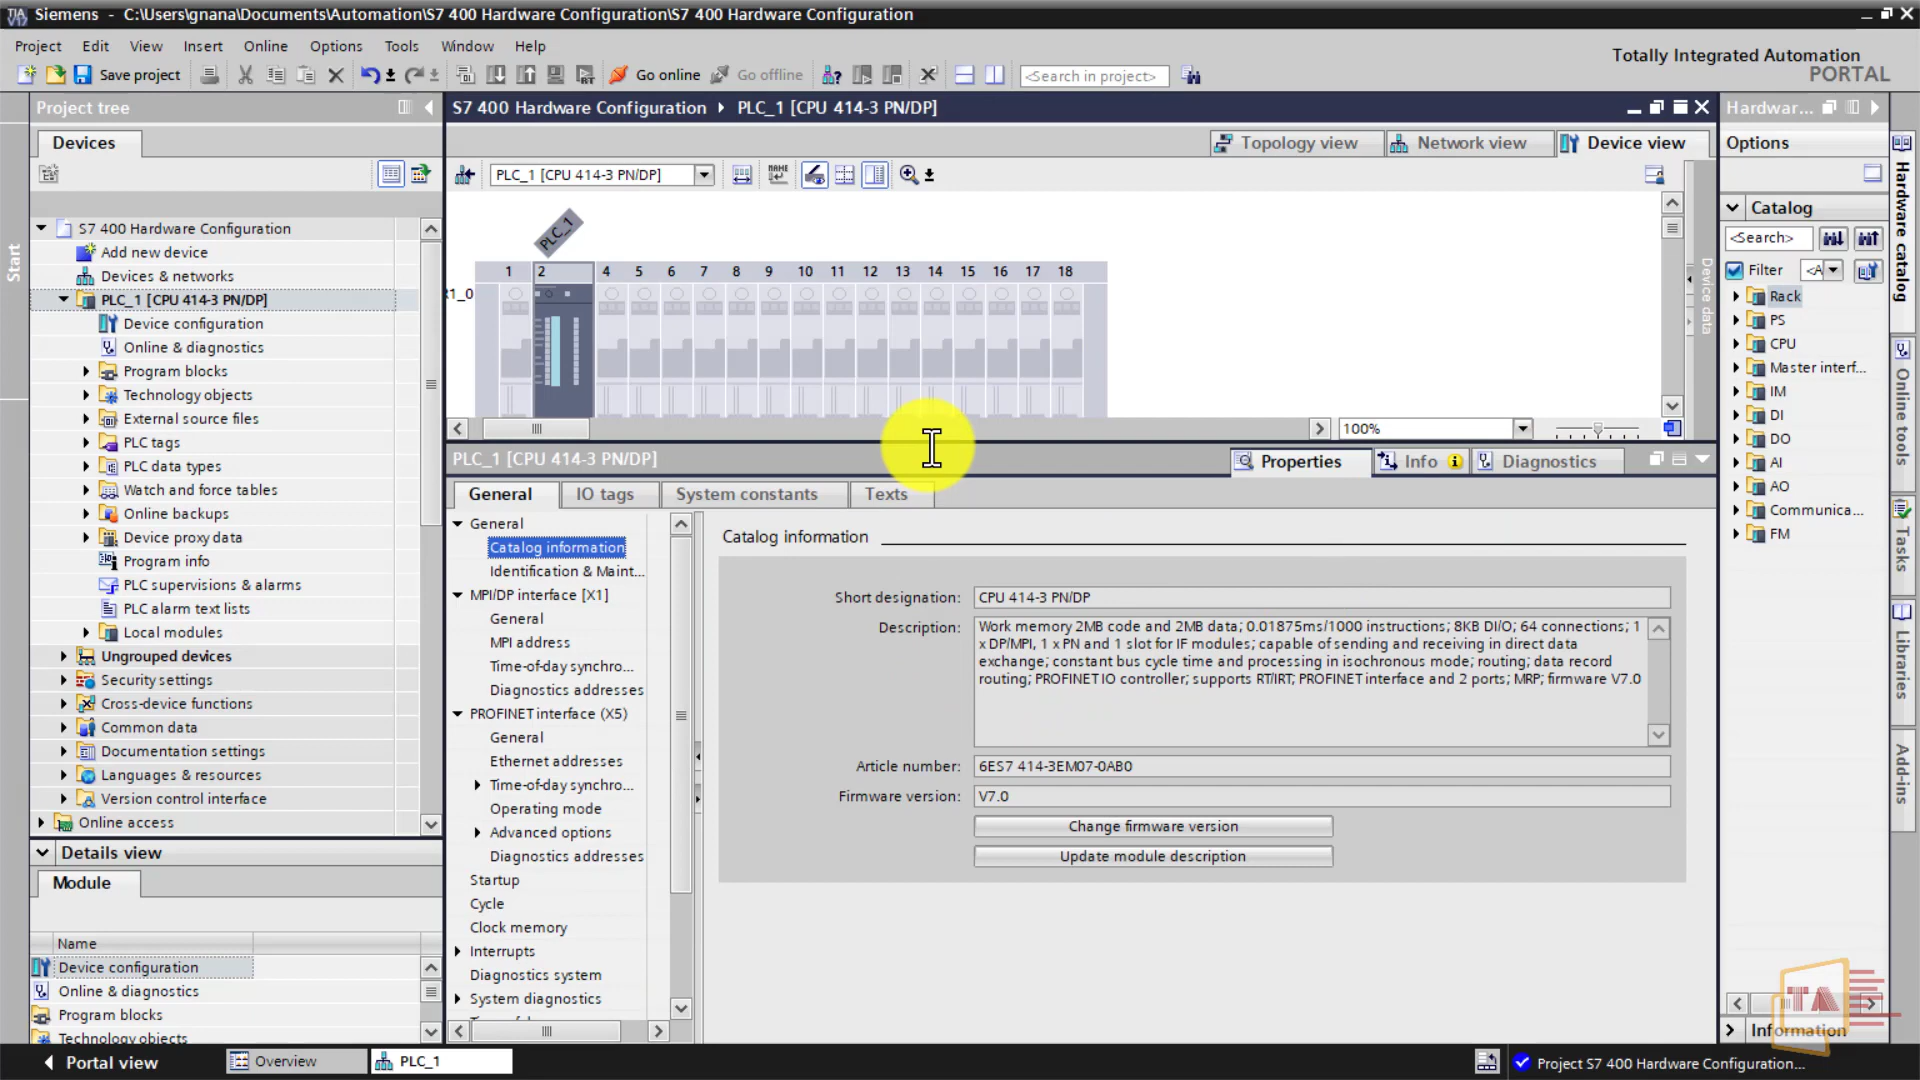 Siemens - C:\Users\gnana\Documents\Automation\S7 400 Hardware Configuration\S7 400 Hardware Configuration
Project Edit View Insert Online Options Tools Window Help
Totally Integrated Automation
PORTAL
Save project
Go online
Go offline
<Search in project>
Project tree
S7 400 Hardware Configuration PLC_1 [CPU 414-3 PN/DP]
Hardwar...
Devices
Topology view
Network view
Device view
Options
PLC_1 [CPU 414-3 PN/DP]
Start
S7 400 Hardware Configuration
Add new device
Devices & networks
PLC_1 [CPU 414-3 PN/DP]
Device configuration
Online & diagnostics
Program blocks
Technology objects
External source files
PLC tags
PLC data types
Watch and force tables
Online backups
Device proxy data
Program info
PLC supervisions & alarms
PLC alarm text lists
Local modules
Ungrouped devices
Security settings
Cross-device functions
Common data
Documentation settings
Languages & resources
Version control interface
Online access
Details view
Module
Name
Device configuration
Online & diagnostics
Program blocks
Technology objects
PLC_1
1 2 4 5 6 7 8 9 10 11 12 13 14 15 16 17 18
100%
Device data
PLC_1 [CPU 414-3 PN/DP]
Properties
Info
Diagnostics
General
IO tags
System constants
Texts
General
Catalog information
Identification & Maint...
MPI/DP interface [X1]
General
MPI address
Time-of-day synchro...
Diagnostics addresses
PROFINET interface (X5)
General
Ethernet addresses
Time-of-day synchro...
Operating mode
Advanced options
Diagnostics addresses
Startup
Cycle
Clock memory
Interrupts
Diagnostics system
System diagnostics
Catalog information
Short designation: CPU 414-3 PN/DP
Description: Work memory 2MB code and 2MB data; 0.01875ms/1000 instructions; 8KB DI/O; 64 connections; 1
x DP/MPI, 1 x PN and 1 slot for IF modules; capable of sending and receiving in direct data
exchange; constant bus cycle time and processing in isochronous mode; routing; data record
routing; PROFINET IO controller; supports RT/IRT; PROFINET interface and 2 ports; MRP; firmware V7.0
Article number: 6ES7 414-3EM07-0AB0
Firmware version: V7.0
Change firmware version
Update module description
Catalog
<Search>
Filter <A
Rack
PS
CPU
Master interf...
IM
DI
DO
AI
AO
Communica...
FM
Information
Hardware catalog
Online tools
Tasks
Libraries
Add-ins
TAE
Portal view
Overview
PLC_1
Project S7 400 Hardware Configuration...